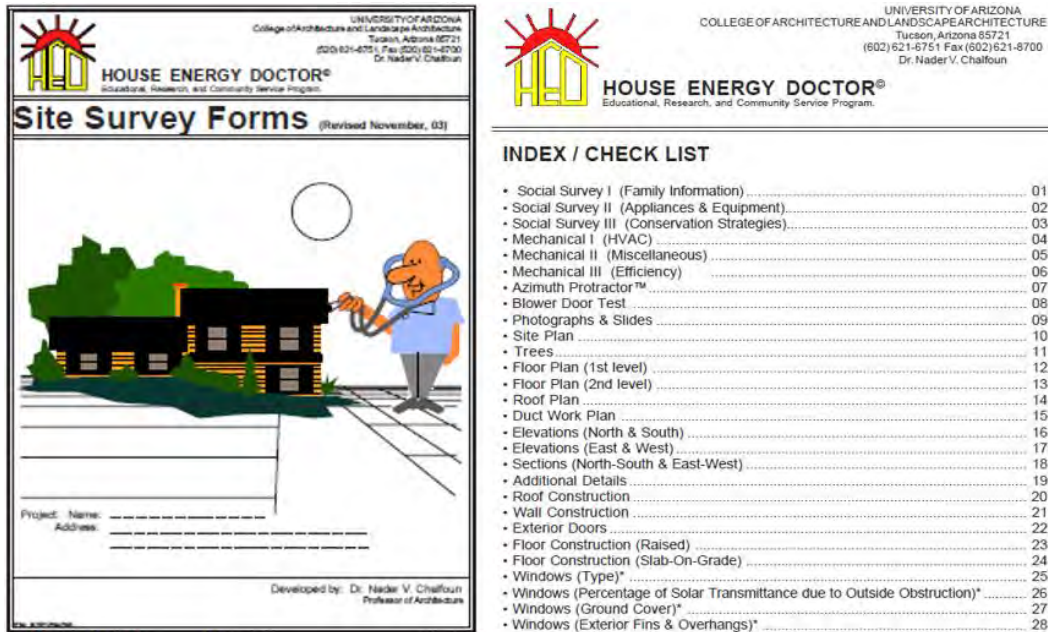 UNIVERSITY OF ARIZONA
College of Architecture and Landscape Architecture
Tucson, Arizona 85721
(520) 621-6751, Fax (520) 621-8700
Dr. Nader V. Chalfoun
HED
HOUSE ENERGY DOCTOR©
Educational, Research, and Community Service Program.
Site Survey Forms (Revised November, 03)
Project Name:
Address:
Developed by: Dr. Nader V. Chalfoun
Professor of Architecture
UNIVERSITY OF ARIZONA
COLLEGE OF ARCHITECTURE AND LANDSCAPE ARCHITECTURE
Tucson, Arizona 85721
(602) 621-6751 Fax (602) 621-8700
Dr. Nader V. Chalfoun
HED
HOUSE ENERGY DOCTOR©
Educational, Research, and Community Service Program.
INDEX / CHECK LIST
• Social Survey I (Family Information) 01
• Social Survey II (Appliances & Equipment) 02
• Social Survey III (Conservation Strategies) 03
• Mechanical I (HVAC) 04
• Mechanical II (Miscellaneous) 05
• Mechanical III (Efficiency) 06
• Azimuth Protractor™ 07
• Blower Door Test 08
• Photographs & Slides 09
• Site Plan 10
• Trees 11
• Floor Plan (1st level) 12
• Floor Plan (2nd level) 13
• Roof Plan 14
• Duct Work Plan 15
• Elevations (North & South) 16
• Elevations (East & West) 17
• Sections (North-South & East-West) 18
• Additional Details 19
• Roof Construction 20
• Wall Construction 21
• Exterior Doors 22
• Floor Construction (Raised) 23
• Floor Construction (Slab-On-Grade) 24
• Windows (Type)* 25
• Windows (Percentage of Solar Transmittance due to Outside Obstruction)* 26
• Windows (Ground Cover)* 27
• Windows (Exterior Fins & Overhangs)* 28